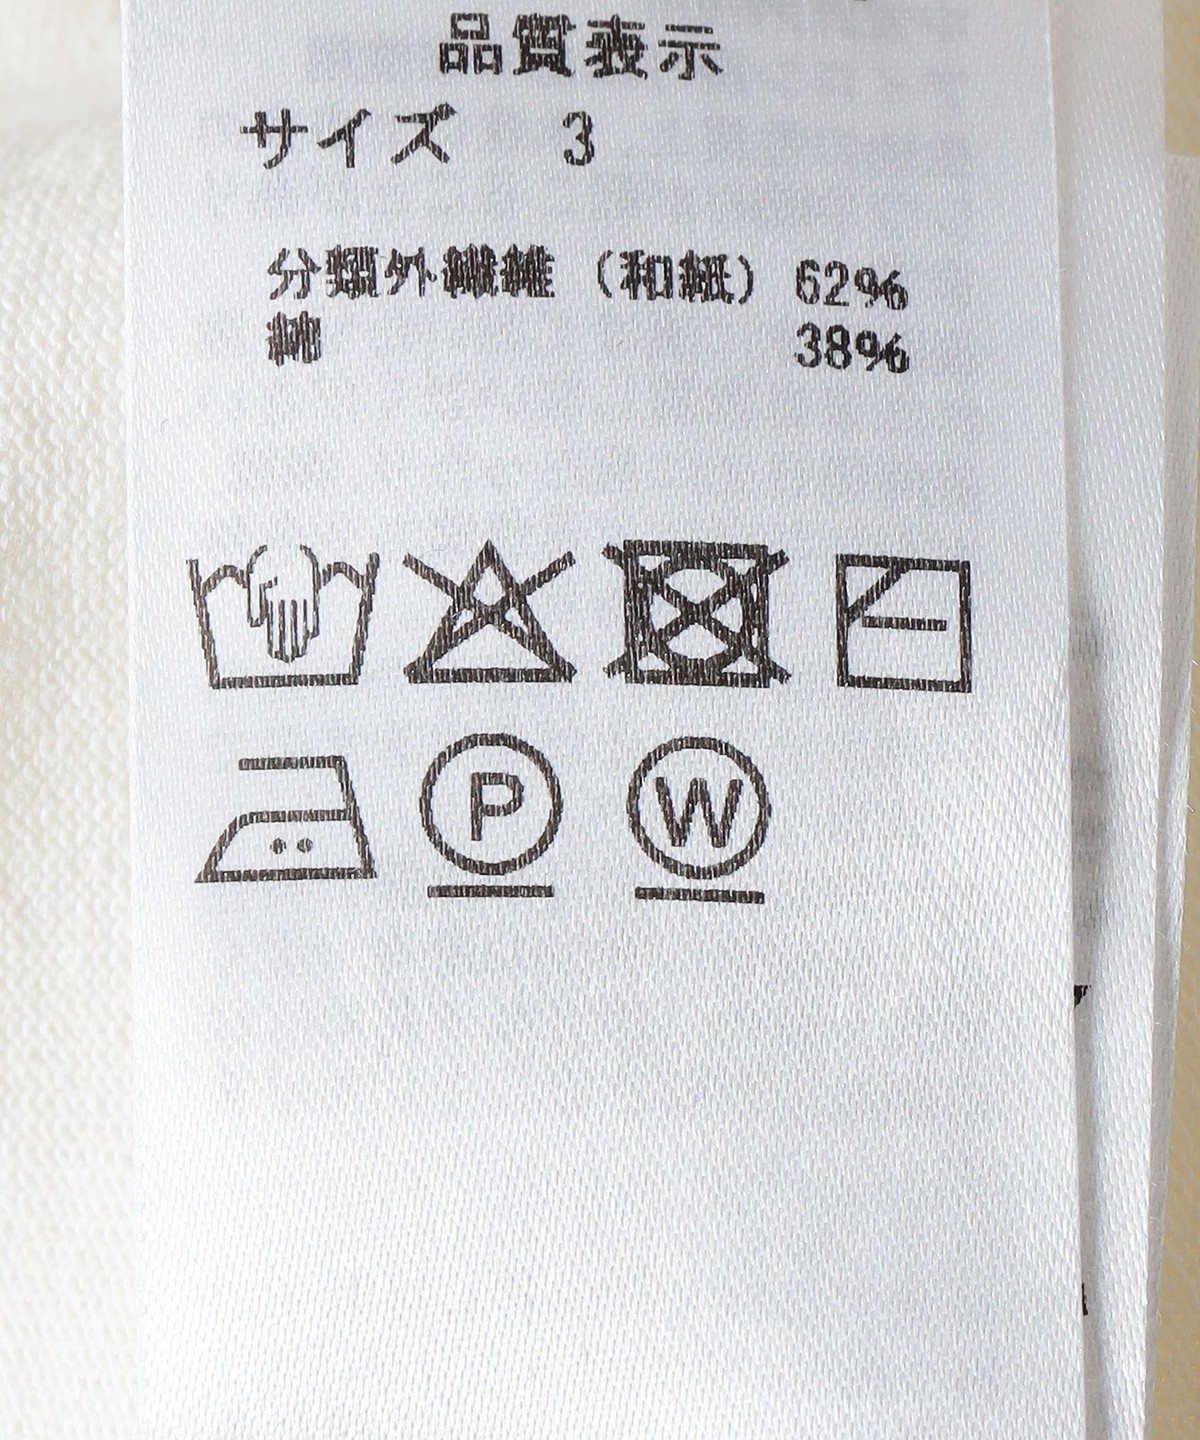 品質表示
サイズ 3
分類外繊維(和紙) 62%
綿 38%
P W